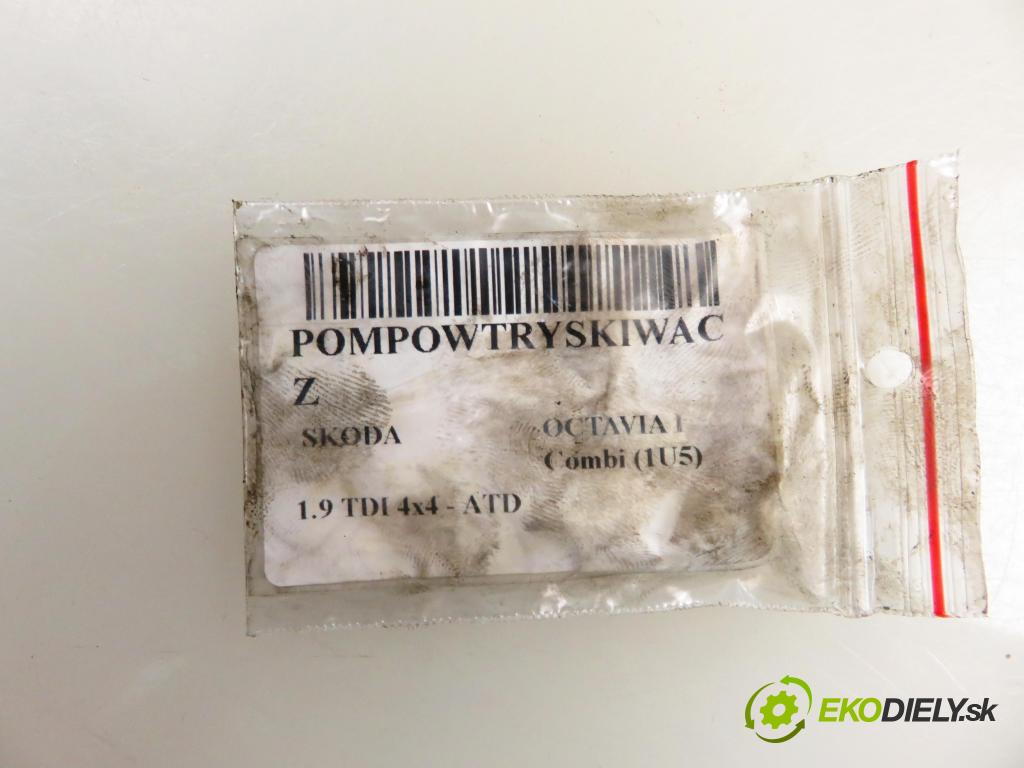 POMPOWTRYSKIWAC
Z
SKODA
OCTAVIA I
Combi (1U5)
1.9 TDI 4x4 - ATD
EKODIELY.sk